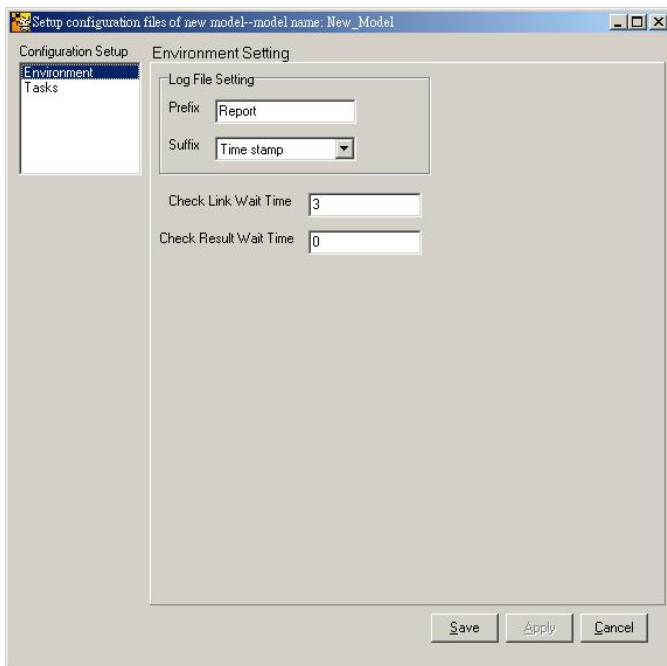 Setup configuration files of new model--model name: New_Model
Configuration Setup
Environment
Tasks
Environment Setting
Log File Setting
Prefix
Report
Suffix
Time stamp
Check Link Wait Time
3
Check Result Wait Time
0
Save
Apply
Cancel